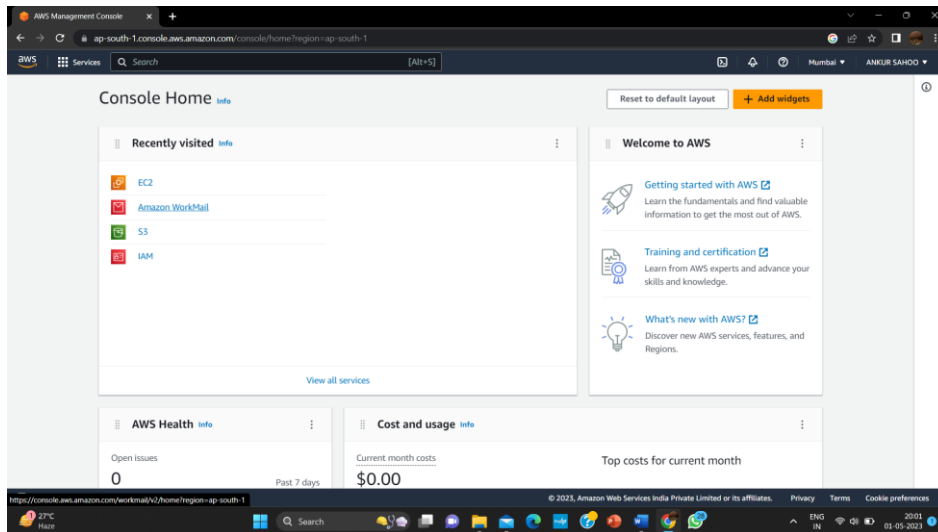 AWS Management Console
ap-south-1.console.aws.amazon.com/console/home?region=ap-south-1
aws
Services
Search
[Alt+S]
Mumbai
ANKUR SAHOO
Console Home Info
Reset to default layout
+ Add widgets
Recently visited Info
EC2
Amazon WorkMail
S3
IAM
View all services
Welcome to AWS
Getting started with AWS
Learn the fundamentals and find valuable
information to get the most out of AWS.
Training and certification
Learn from AWS experts and advance your
skills and knowledge.
What's new with AWS?
Discover new AWS services, features, and
Regions.
AWS Health Info
Open issues
0
Past 7 days
Cost and usage Info
Current month costs
$0.00
Top costs for current month
https://console.aws.amazon.com/workmail/v2/home?region=ap-south-1
© 2023, Amazon Web Services India Private Limited or its affiliates.
Privacy
Terms
Cookie preferences
27°C
Haze
Search
ENG
IN
20:01
01-05-2023